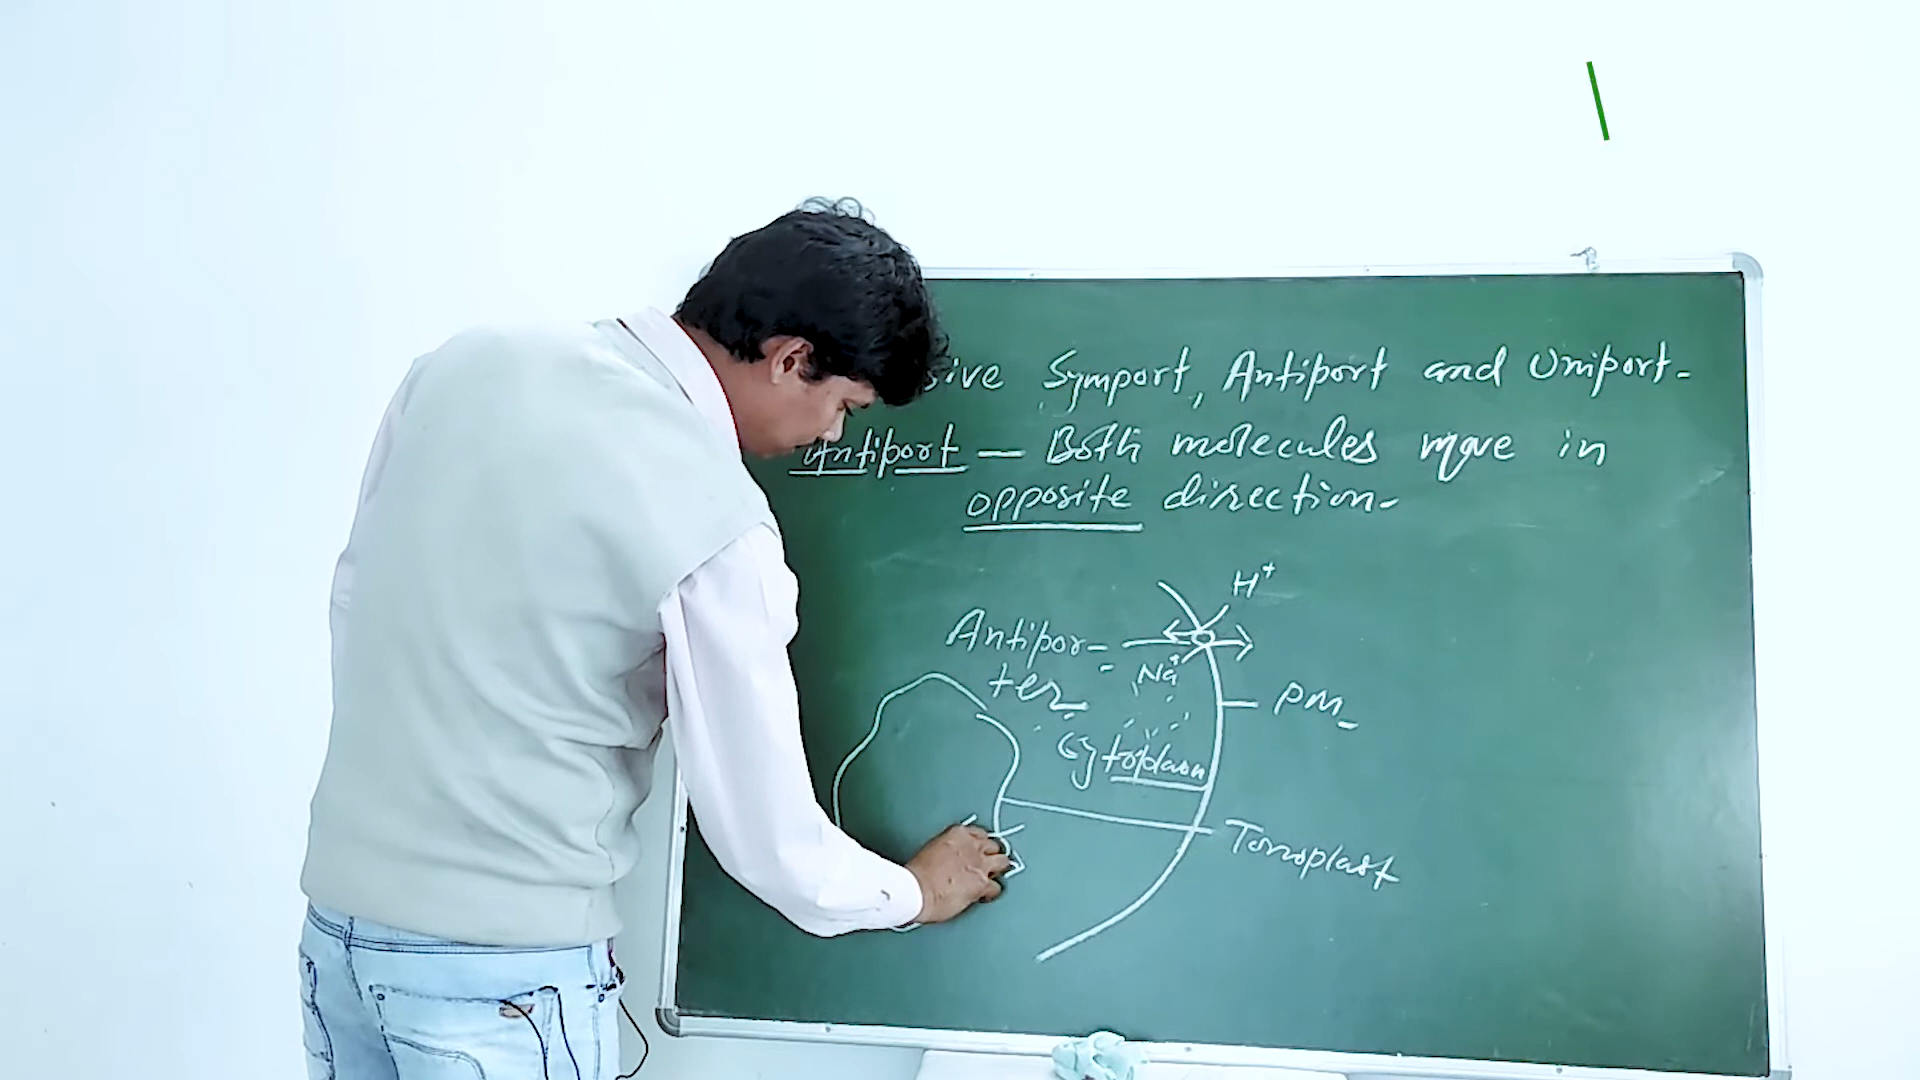 sive Symport, Antiport and Uniport-
Antiport — Both molecules move in
opposite direction-
H⁺
Antipor-
ter
Na⁺
PM
Cytoplasm
Tonoplast